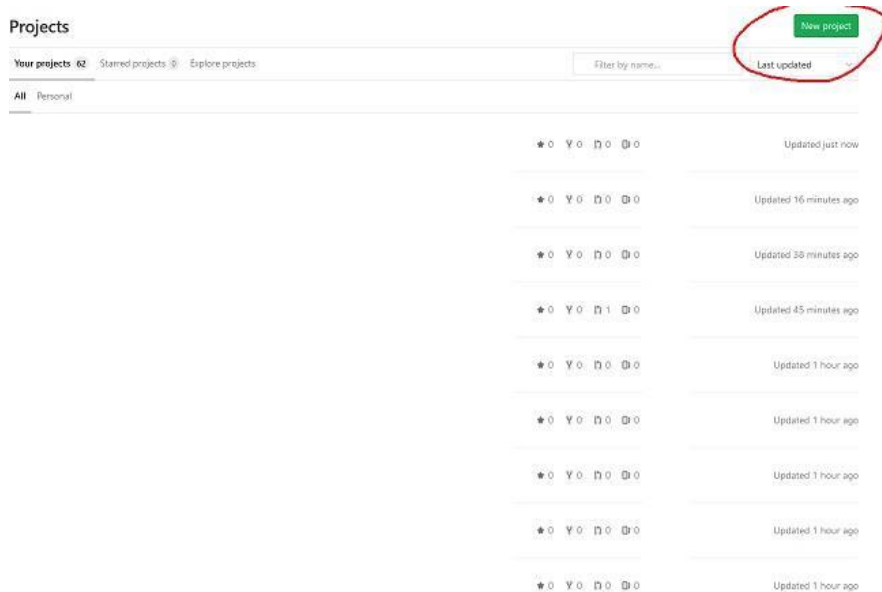 Projects New project
Your projects 62 Starred projects 0 Explore projects Filter by name... Last updated
All Personal
0 0 0 0 Updated just now
0 0 0 0 Updated 16 minutes ago
0 0 0 0 Updated 38 minutes ago
0 0 1 0 Updated 45 minutes ago
0 0 0 0 Updated 1 hour ago
0 0 0 0 Updated 1 hour ago
0 0 0 0 Updated 1 hour ago
0 0 0 0 Updated 1 hour ago
0 0 0 0 Updated 1 hour ago